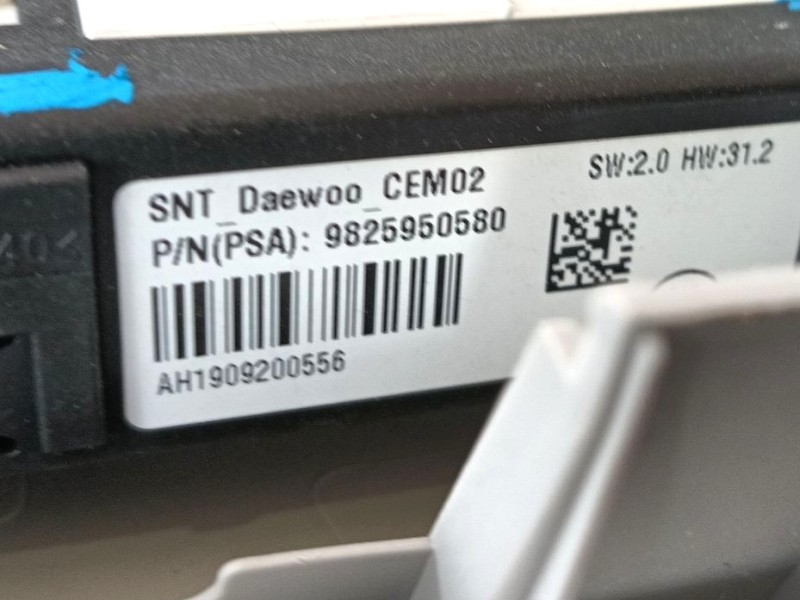 SNT_Daewoo_CEM02
SW:2.0 HW:31.2
P/N(PSA): 9825950580
AH1909200556